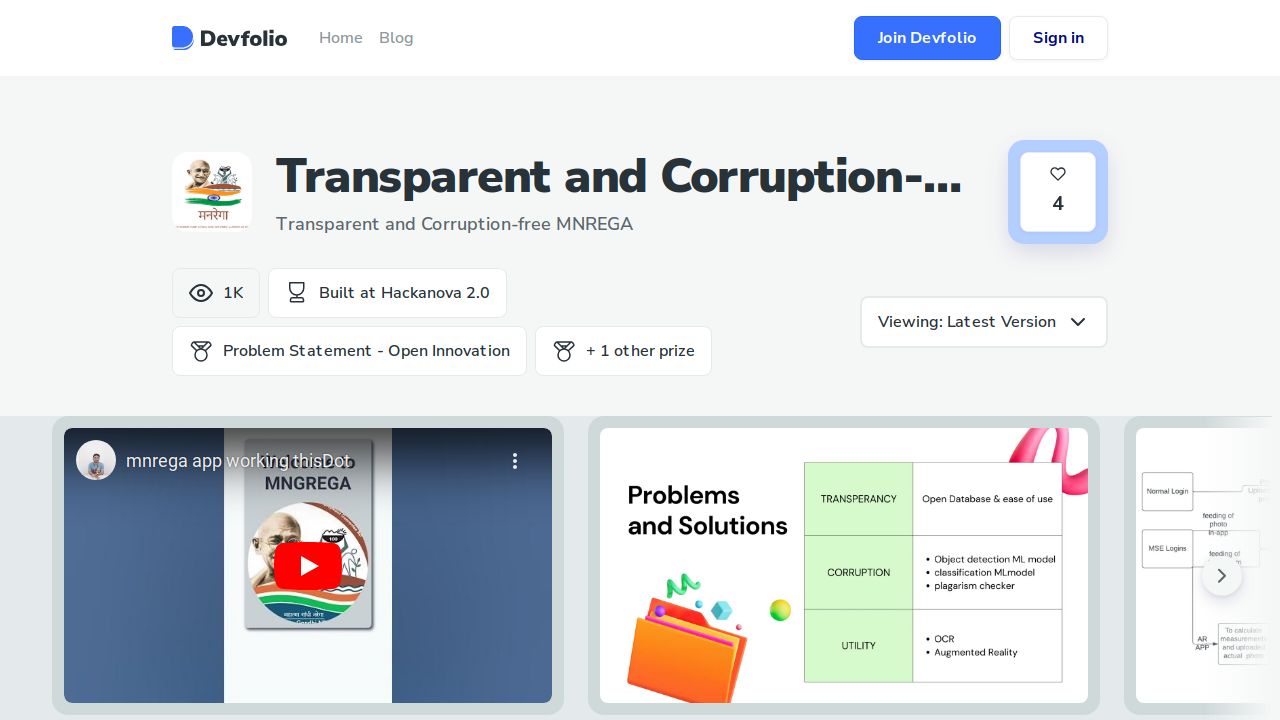 Devfolio
Home
Blog
Join Devfolio
Sign in
मनरेगा
Transparent and Corruption-...
Transparent and Corruption-free MNREGA
4
1K
Built at Hackanova 2.0
Problem Statement - Open Innovation
+ 1 other prize
Viewing: Latest Version
mnrega app working thisDot
MNGREGA
100
महात्मा गांधी नरेगा
Problems
and Solutions
TRANSPERANCY
Open Database & ease of use
CORRUPTION
• Object detection ML model
• classification MLmodel
• plagarism checker
UTILITY
• OCR
• Augmented Reality
Normal Login
feeding of
photo
in-app
MSE Logins
feeding of
AR
APP
To calculate
measurements
and uploaded
actual photo